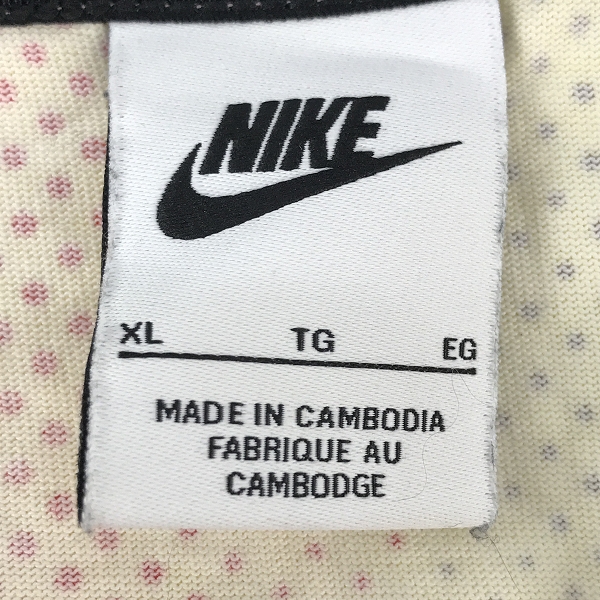 NIKE
XL TG EG
MADE IN CAMBODIA
FABRIQUE AU
CAMBODGE